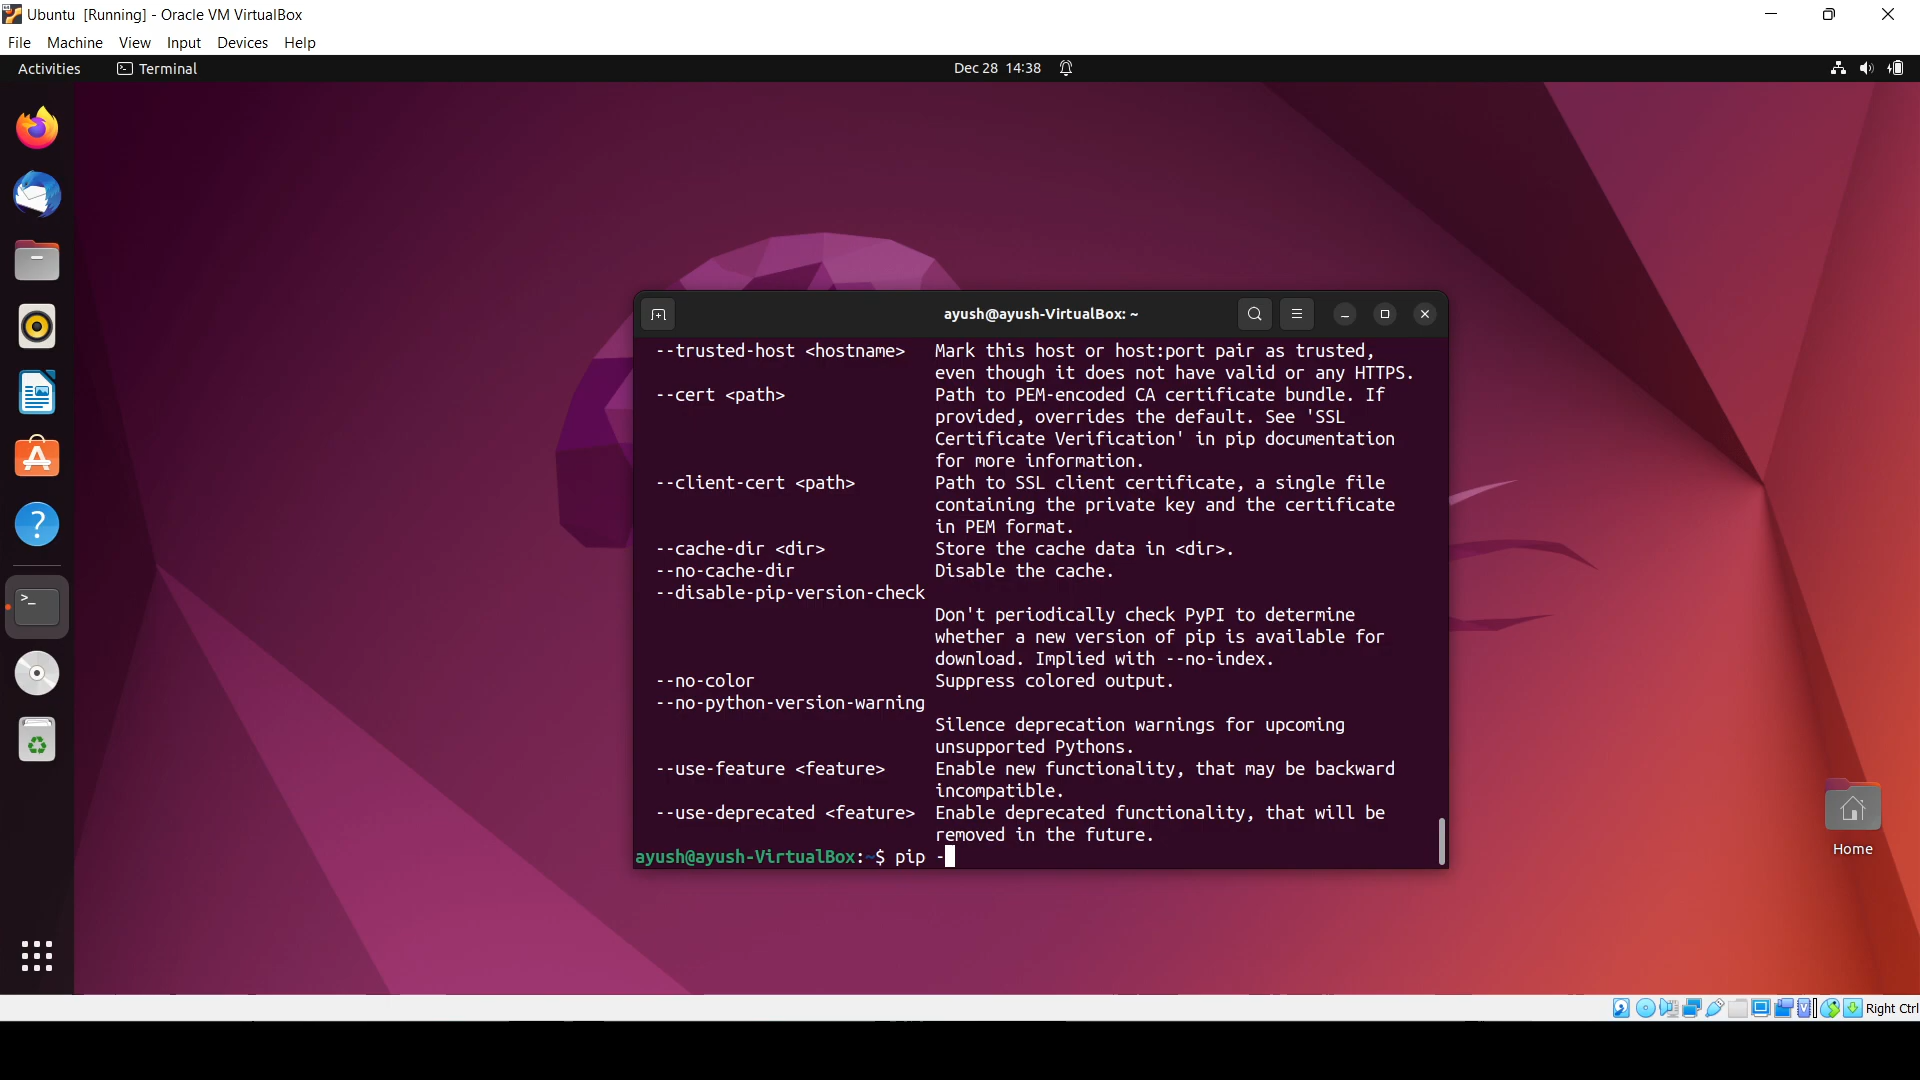 Ubuntu [Running] - Oracle VM VirtualBox
File Machine View Input Devices Help
Activities Terminal Dec 28 14:38
ayush@ayush-VirtualBox: ~
--trusted-host <hostname> Mark this host or host:port pair as trusted,
even though it does not have valid or any HTTPS.
--cert <path> Path to PEM-encoded CA certificate bundle. If
provided, overrides the default. See 'SSL
Certificate Verification' in pip documentation
for more information.
--client-cert <path> Path to SSL client certificate, a single file
containing the private key and the certificate
in PEM format.
--cache-dir <dir> Store the cache data in <dir>.
--no-cache-dir Disable the cache.
--disable-pip-version-check
Don't periodically check PyPI to determine
whether a new version of pip is available for
download. Implied with --no-index.
--no-color Suppress colored output.
--no-python-version-warning
Silence deprecation warnings for upcoming
unsupported Pythons.
--use-feature <feature> Enable new functionality, that may be backward
incompatible.
--use-deprecated <feature> Enable deprecated functionality, that will be
removed in the future.
ayush@ayush-VirtualBox:~$ pip -
Home
Right Ctrl